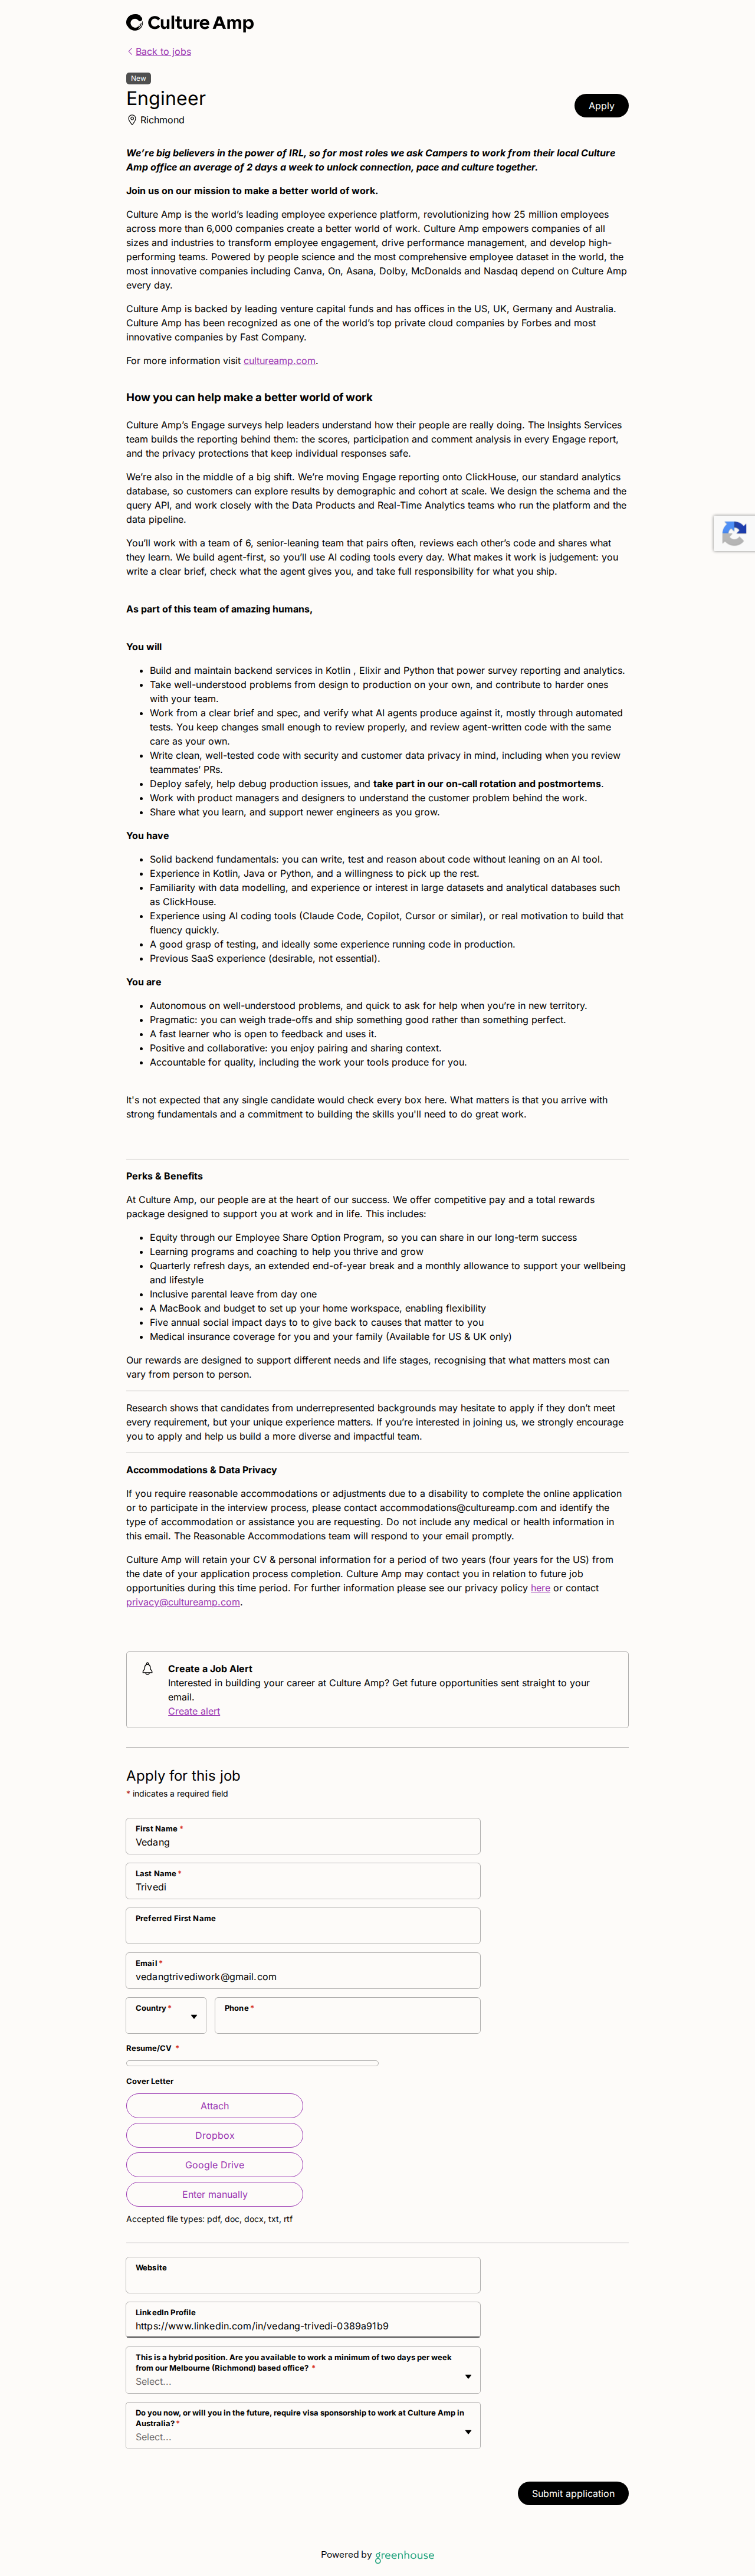 Culture Amp
Back to jobs
New
Engineer
Richmond
Apply
We're big believers in the power of IRL, so for most roles we ask Campers to work from their local Culture
Amp office an average of 2 days a week to unlock connection, pace and culture together.
Join us on our mission to make a better world of work.
Culture Amp is the world's leading employee experience platform, revolutionizing how 25 million employees
across more than 6,000 companies create a better world of work. Culture Amp empowers companies of all
sizes and industries to transform employee engagement, drive performance management, and develop high-
performing teams. Powered by people science and the most comprehensive employee dataset in the world, the
most innovative companies including Canva, On, Asana, Dolby, McDonalds and Nasdaq depend on Culture Amp
every day.
Culture Amp is backed by leading venture capital funds and has offices in the US, UK, Germany and Australia.
Culture Amp has been recognized as one of the world's top private cloud companies by Forbes and most
innovative companies by Fast Company.
For more information visit cultureamp.com.
How you can help make a better world of work
Culture Amp's Engage surveys help leaders understand how their people are really doing. The Insights Services
team builds the reporting behind them: the scores, participation and comment analysis in every Engage report,
and the privacy protections that keep individual responses safe.
We're also in the middle of a big shift. We're moving Engage reporting onto ClickHouse, our standard analytics
database, so customers can explore results by demographic and cohort at scale. We design the schema and the
query API, and work closely with the Data Products and Real-Time Analytics teams who run the platform and the
data pipeline.
You'll work with a team of 6, senior-leaning team that pairs often, reviews each other's code and shares what
they learn. We build agent-first, so you'll use AI coding tools every day. What makes it work is judgement: you
write a clear brief, check what the agent gives you, and take full responsibility for what you ship.
As part of this team of amazing humans,
You will
• Build and maintain backend services in Kotlin , Elixir and Python that power survey reporting and analytics.
• Take well-understood problems from design to production on your own, and contribute to harder ones
with your team.
• Work from a clear brief and spec, and verify what AI agents produce against it, mostly through automated
tests. You keep changes small enough to review properly, and review agent-written code with the same
care as your own.
• Write clean, well-tested code with security and customer data privacy in mind, including when you review
teammates' PRs.
• Deploy safely, help debug production issues, and take part in our on-call rotation and postmortems.
• Work with product managers and designers to understand the customer problem behind the work.
• Share what you learn, and support newer engineers as you grow.
You have
• Solid backend fundamentals: you can write, test and reason about code without leaning on an AI tool.
• Experience in Kotlin, Java or Python, and a willingness to pick up the rest.
• Familiarity with data modelling, and experience or interest in large datasets and analytical databases such
as ClickHouse.
• Experience using AI coding tools (Claude Code, Copilot, Cursor or similar), or real motivation to build that
fluency quickly.
• A good grasp of testing, and ideally some experience running code in production.
• Previous SaaS experience (desirable, not essential).
You are
• Autonomous on well-understood problems, and quick to ask for help when you're in new territory.
• Pragmatic: you can weigh trade-offs and ship something good rather than something perfect.
• A fast learner who is open to feedback and uses it.
• Positive and collaborative: you enjoy pairing and sharing context.
• Accountable for quality, including the work your tools produce for you.
It's not expected that any single candidate would check every box here. What matters is that you arrive with
strong fundamentals and a commitment to building the skills you'll need to do great work.
Perks & Benefits
At Culture Amp, our people are at the heart of our success. We offer competitive pay and a total rewards
package designed to support you at work and in life. This includes:
• Equity through our Employee Share Option Program, so you can share in our long-term success
• Learning programs and coaching to help you thrive and grow
• Quarterly refresh days, an extended end-of-year break and a monthly allowance to support your wellbeing
and lifestyle
• Inclusive parental leave from day one
• A MacBook and budget to set up your home workspace, enabling flexibility
• Five annual social impact days to to give back to causes that matter to you
• Medical insurance coverage for you and your family (Available for US & UK only)
Our rewards are designed to support different needs and life stages, recognising that what matters most can
vary from person to person.
Research shows that candidates from underrepresented backgrounds may hesitate to apply if they don't meet
every requirement, but your unique experience matters. If you're interested in joining us, we strongly encourage
you to apply and help us build a more diverse and impactful team.
Accommodations & Data Privacy
If you require reasonable accommodations or adjustments due to a disability to complete the online application
or to participate in the interview process, please contact accommodations@cultureamp.com and identify the
type of accommodation or assistance you are requesting. Do not include any medical or health information in
this email. The Reasonable Accommodations team will respond to your email promptly.
Culture Amp will retain your CV & personal information for a period of two years (four years for the US) from
the date of your application process completion. Culture Amp may contact you in relation to future job
opportunities during this time period. For further information please see our privacy policy here or contact
privacy@cultureamp.com.
Create a Job Alert
Interested in building your career at Culture Amp? Get future opportunities sent straight to your
email.
Create alert
Apply for this job
* indicates a required field
First Name *
Vedang
Last Name *
Trivedi
Preferred First Name
Email *
vedangtrivediwork@gmail.com
Country *
Phone *
Resume/CV *
Cover Letter
Attach
Dropbox
Google Drive
Enter manually
Accepted file types: pdf, doc, docx, txt, rtf
Website
LinkedIn Profile
https://www.linkedin.com/in/vedang-trivedi-0389a91b9
This is a hybrid position. Are you available to work a minimum of two days per week
from our Melbourne (Richmond) based office? *
Select...
Do you now, or will you in the future, require visa sponsorship to work at Culture Amp in
Australia? *
Select...
Submit application
Powered by greenhouse